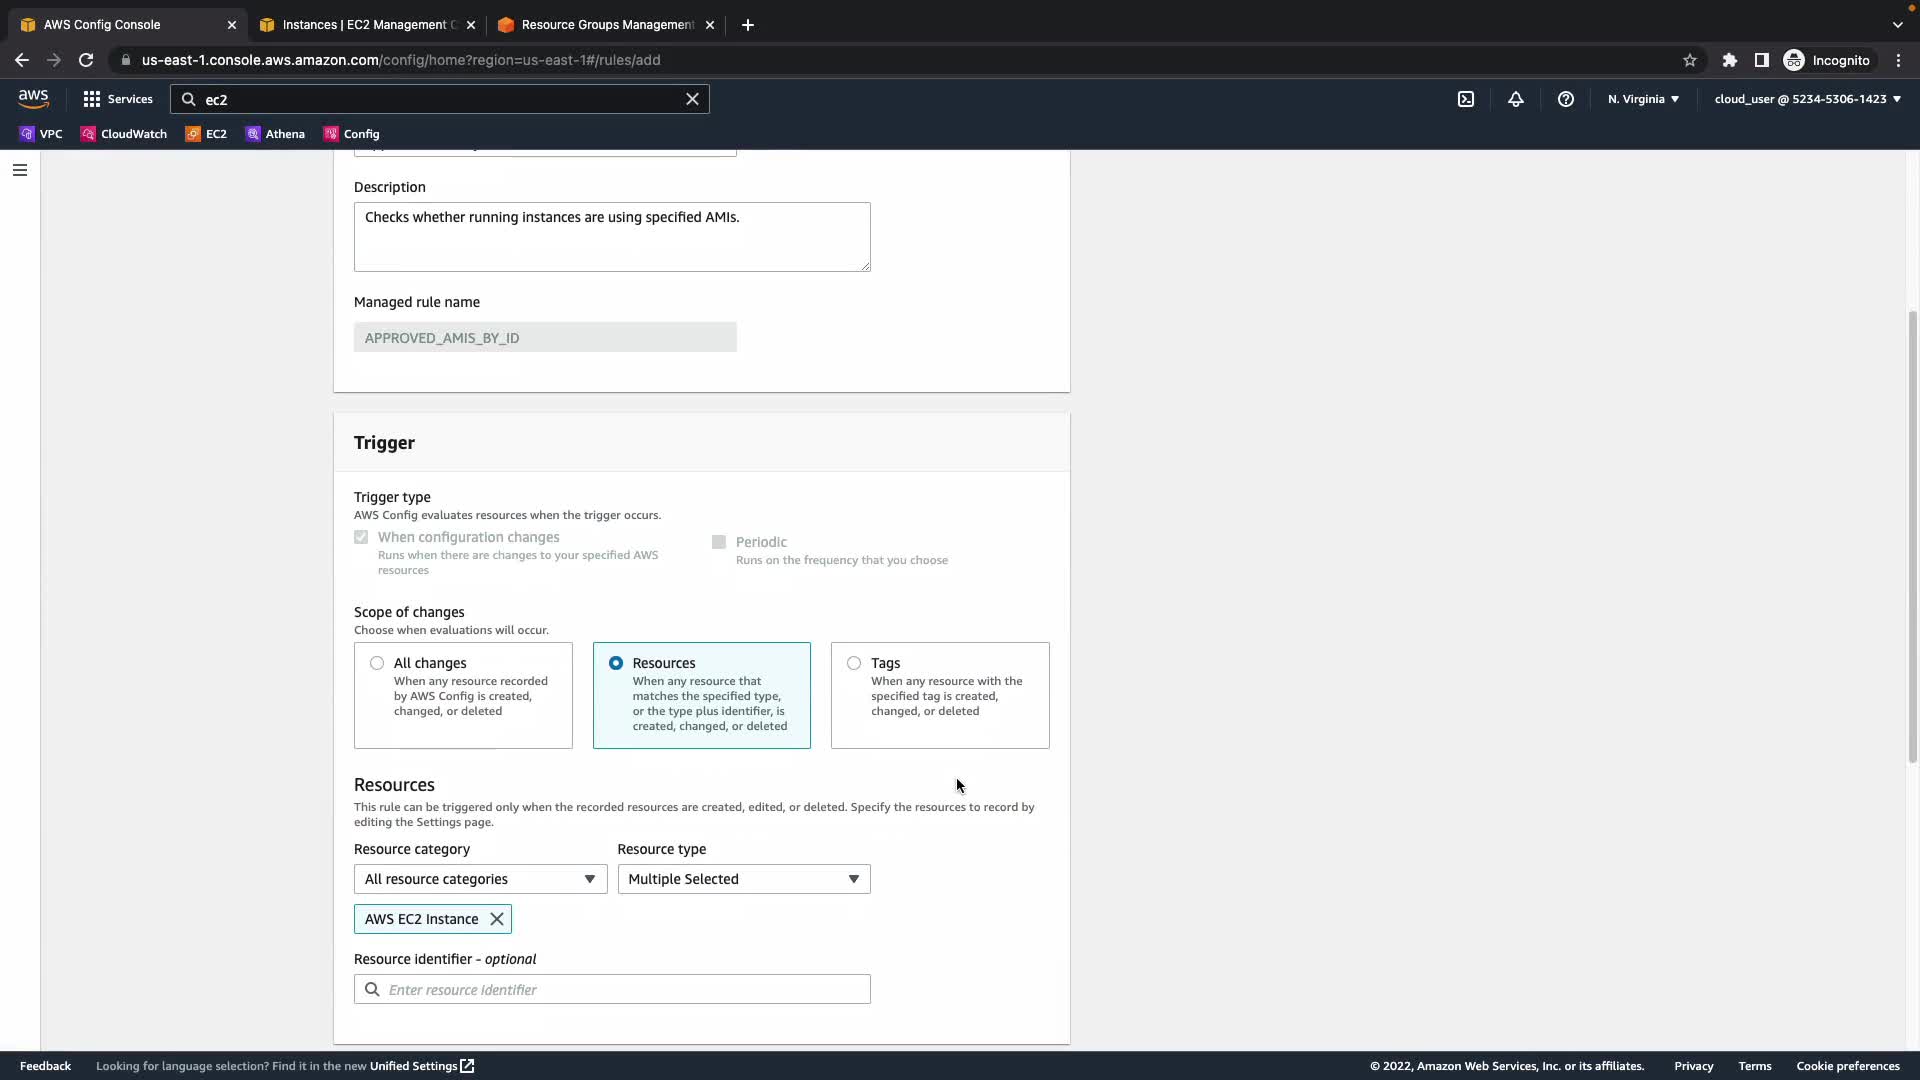 AWS Config Console
Instances | EC2 Management C
Resource Groups Management
us-east-1.console.aws.amazon.com/config/home?region=us-east-1#/rules/add
Incognito
aws
Services
ec2
N. Virginia
cloud_user @ 5234-5306-1423
VPC
CloudWatch
EC2
Athena
Config
Description
Checks whether running instances are using specified AMIs.
Managed rule name
APPROVED_AMIS_BY_ID
Trigger
Trigger type
AWS Config evaluates resources when the trigger occurs.
When configuration changes
Runs when there are changes to your specified AWS
resources
Periodic
Runs on the frequency that you choose
Scope of changes
Choose when evaluations will occur.
All changes
When any resource recorded
by AWS Config is created,
changed, or deleted
Resources
When any resource that
matches the specified type,
or the type plus identifier, is
created, changed, or deleted
Tags
When any resource with the
specified tag is created,
changed, or deleted
Resources
This rule can be triggered only when the recorded resources are created, edited, or deleted. Specify the resources to record by
editing the Settings page.
Resource category
Resource type
All resource categories
Multiple Selected
AWS EC2 Instance
Resource identifier - optional
Enter resource identifier
Feedback
Looking for language selection? Find it in the new Unified Settings
© 2022, Amazon Web Services, Inc. or its affiliates.
Privacy
Terms
Cookie preferences